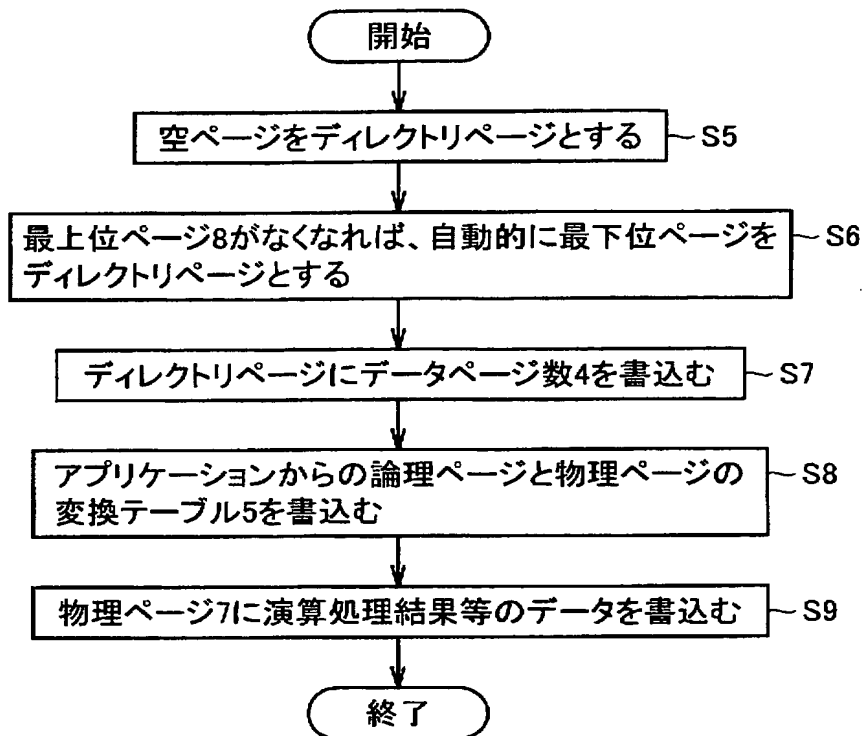 開始
空ページをディレクトリページとする
S5
最上位ページ8がなくなれば、自動的に最下位ページを
ディレクトリページとする
S6
ディレクトリページにデータページ数4を書込む
S7
アプリケーションからの論理ページと物理ページの
変換テーブル5を書込む
S8
物理ページ7に演算処理結果等のデータを書込む
S9
終了